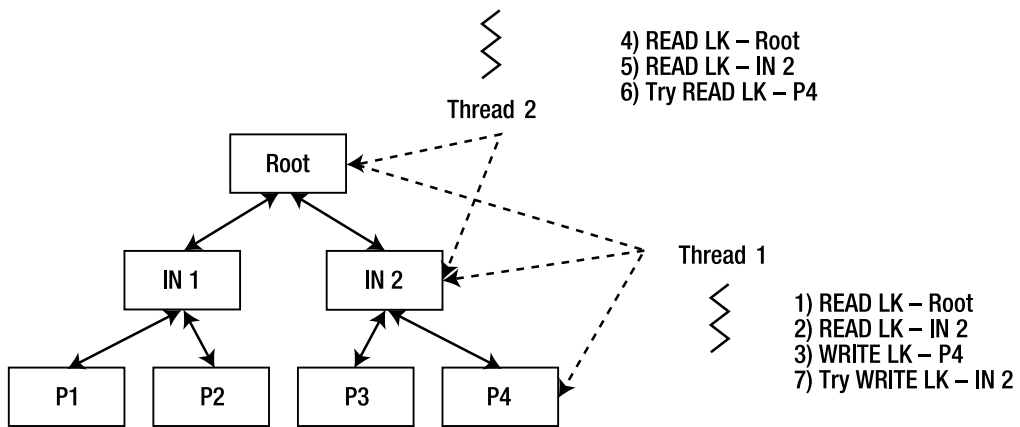 4) READ LK – Root
5) READ LK – IN 2
6) Try READ LK – P4
Thread 2
Root
Thread 1
IN 1
IN 2
1) READ LK – Root
2) READ LK – IN 2
3) WRITE LK – P4
7) Try WRITE LK – IN 2
P1
P2
P3
P4